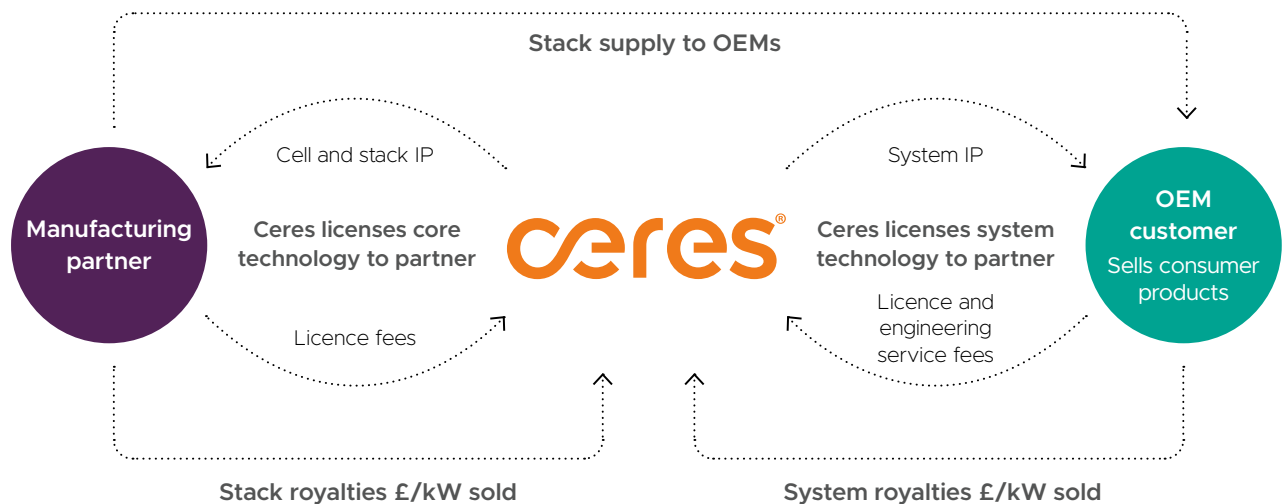 Stack supply to OEMs
Cell and stack IP
System IP
Manufacturing
partner
Ceres licenses core
technology to partner
ceres®
Ceres licenses system
technology to partner
OEM
customer
Sells consumer
products
Licence fees
Licence and
engineering
service fees
Stack royalties £/kW sold
System royalties £/kW sold